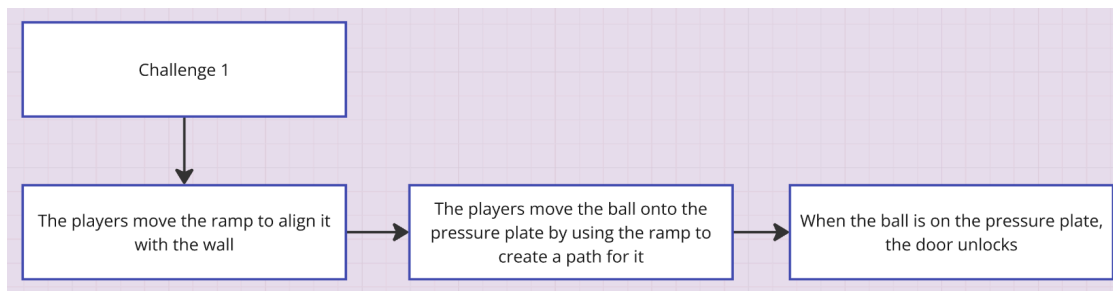 Challenge 1
The players move the ramp to align it
with the wall
The players move the ball onto the
pressure plate by using the ramp to
create a path for it
When the ball is on the pressure plate,
the door unlocks